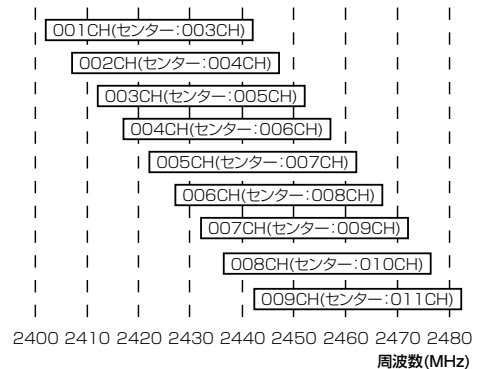 001CH(センター:003CH)
002CH(センター:004CH)
003CH(センター:005CH)
004CH(センター:006CH)
005CH(センター:007CH)
006CH(センター:008CH)
007CH(センター:009CH)
008CH(センター:010CH)
009CH(センター:011CH)
2400 2410 2420 2430 2440 2450 2460 2470 2480
周波数(MHz)